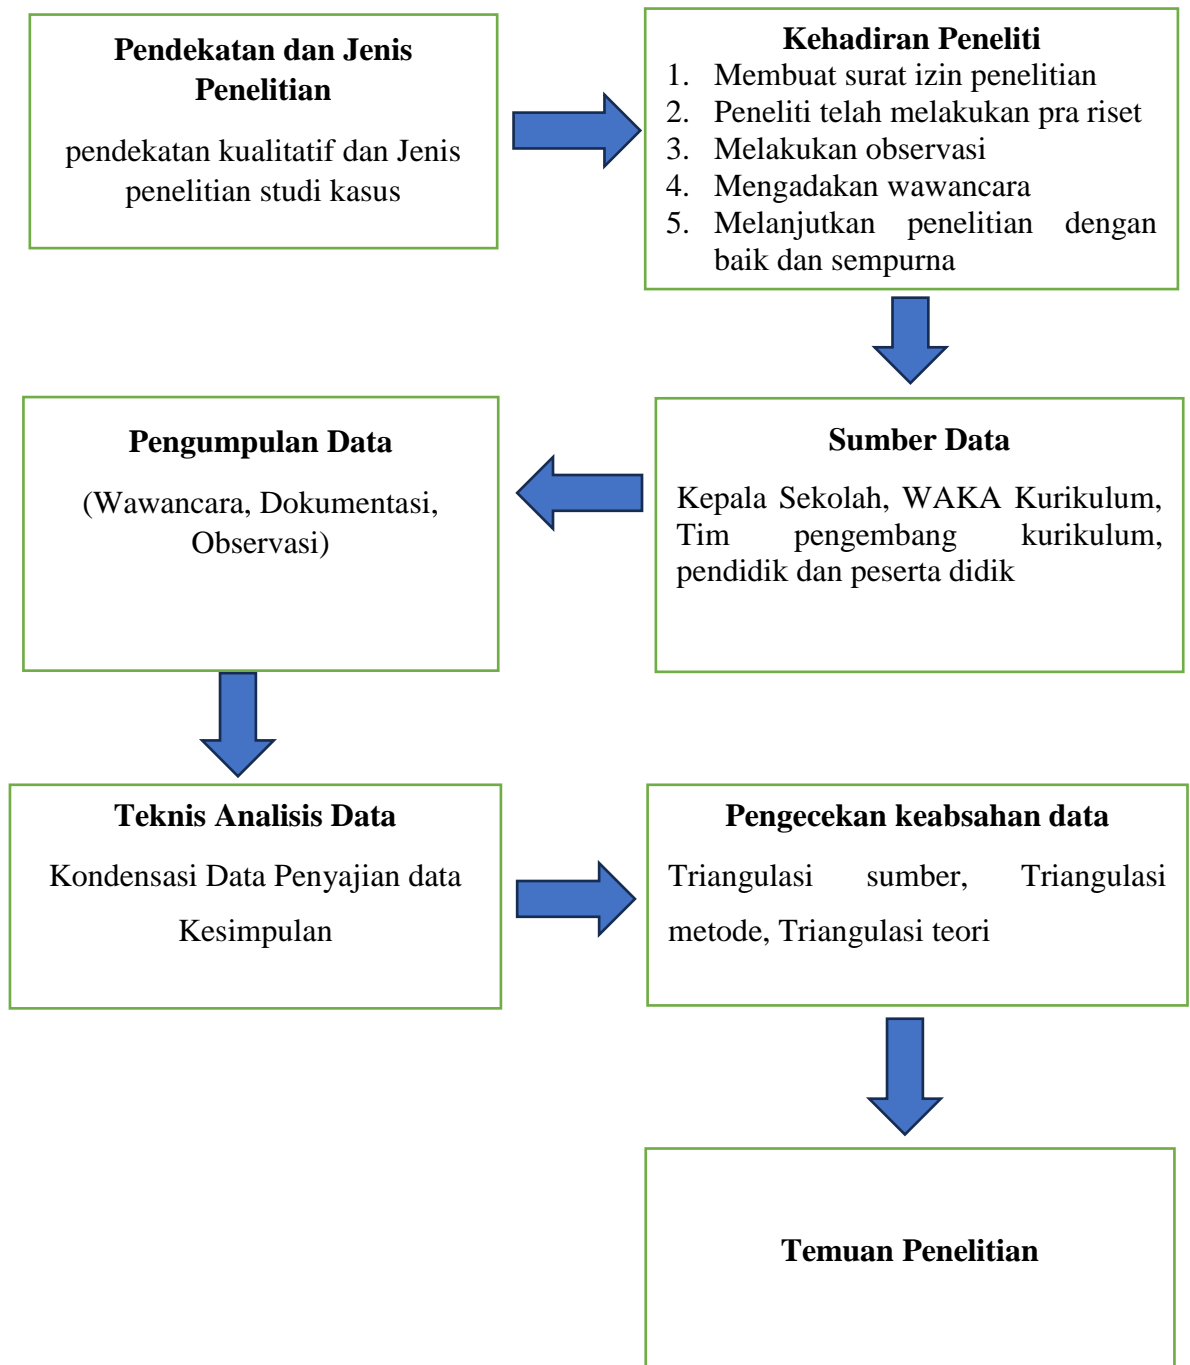 Pendekatan dan Jenis
Penelitian
pendekatan kualitatif dan Jenis
penelitian studi kasus
Kehadiran Peneliti
1. Membuat surat izin penelitian
2. Peneliti telah melakukan pra riset
3. Melakukan observasi
4. Mengadakan wawancara
5. Melanjutkan penelitian dengan
baik dan sempurna
Sumber Data
Kepala Sekolah, WAKA Kurikulum,
Tim pengembang kurikulum,
pendidik dan peserta didik
Pengumpulan Data
(Wawancara, Dokumentasi,
Observasi)
Teknis Analisis Data
Kondensasi Data Penyajian data
Kesimpulan
Pengecekan keabsahan data
Triangulasi sumber, Triangulasi
metode, Triangulasi teori
Temuan Penelitian